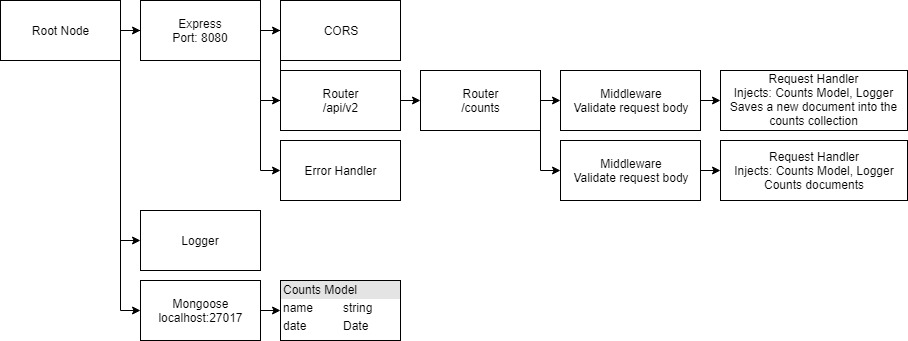 Root Node
Express
Port: 8080
CORS
Router
/api/v2
Router
/counts
Middleware
Validate request body
Request Handler
Injects: Counts Model, Logger
Saves a new document into the
counts collection
Error Handler
Middleware
Validate request body
Request Handler
Injects: Counts Model, Logger
Counts documents
Logger
Mongoose
localhost:27017
Counts Model
name string
date Date